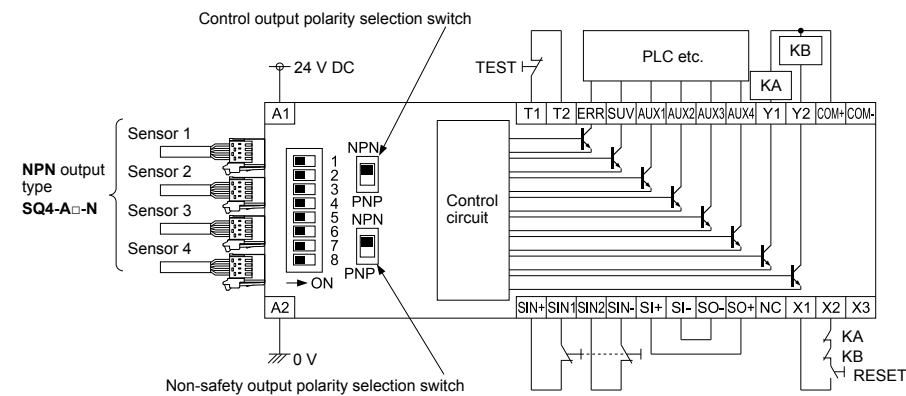 Control output polarity selection switch
24 V DC
TEST
PLC etc.
KA
KB
A1
T1 T2 ERR SUV AUX1 AUX2 AUX3 AUX4 Y1 Y2 COM+ COM-
Sensor 1
Sensor 2
Sensor 3
Sensor 4
NPN output
type
SQ4-A□-N
1
2
3
4
5
6
7
8
→ ON
NPN
PNP
NPN
PNP
Control
circuit
A2
SIN+ SIN1 SIN2 SIN- SI+ SI- SO- SO+ NC X1 X2 X3
0 V
KA
KB
RESET
Non-safety output polarity selection switch